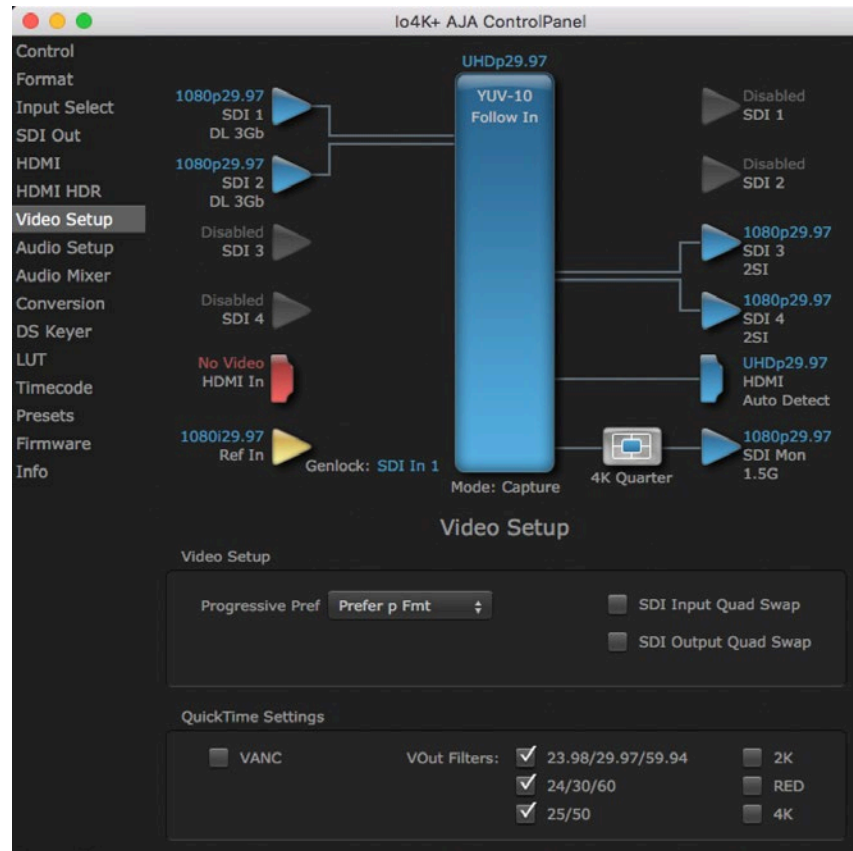 Io4K+ AJA ControlPanel
Control
Format
Input Select
SDI Out
HDMI
HDMI HDR
Video Setup
Audio Setup
Audio Mixer
Conversion
DS Keyer
LUT
Timecode
Presets
Firmware
Info
1080p29.97
SDI 1
DL 3Gb
1080p29.97
SDI 2
DL 3Gb
Disabled
SDI 3
Disabled
SDI 4
No Video
HDMI In
1080i29.97
Ref In
Genlock: SDI In 1
UHDp29.97
YUV-10
Follow In
Mode: Capture
Disabled
SDI 1
Disabled
SDI 2
1080p29.97
SDI 3
2SI
1080p29.97
SDI 4
2SI
UHDp29.97
HDMI
Auto Detect
4K Quarter
1080p29.97
SDI Mon
1.5G
Video Setup
Video Setup
Progressive Pref Prefer p Fmt
SDI Input Quad Swap
SDI Output Quad Swap
QuickTime Settings
VANC
VOut Filters: 23.98/29.97/59.94
24/30/60
25/50
2K
RED
4K